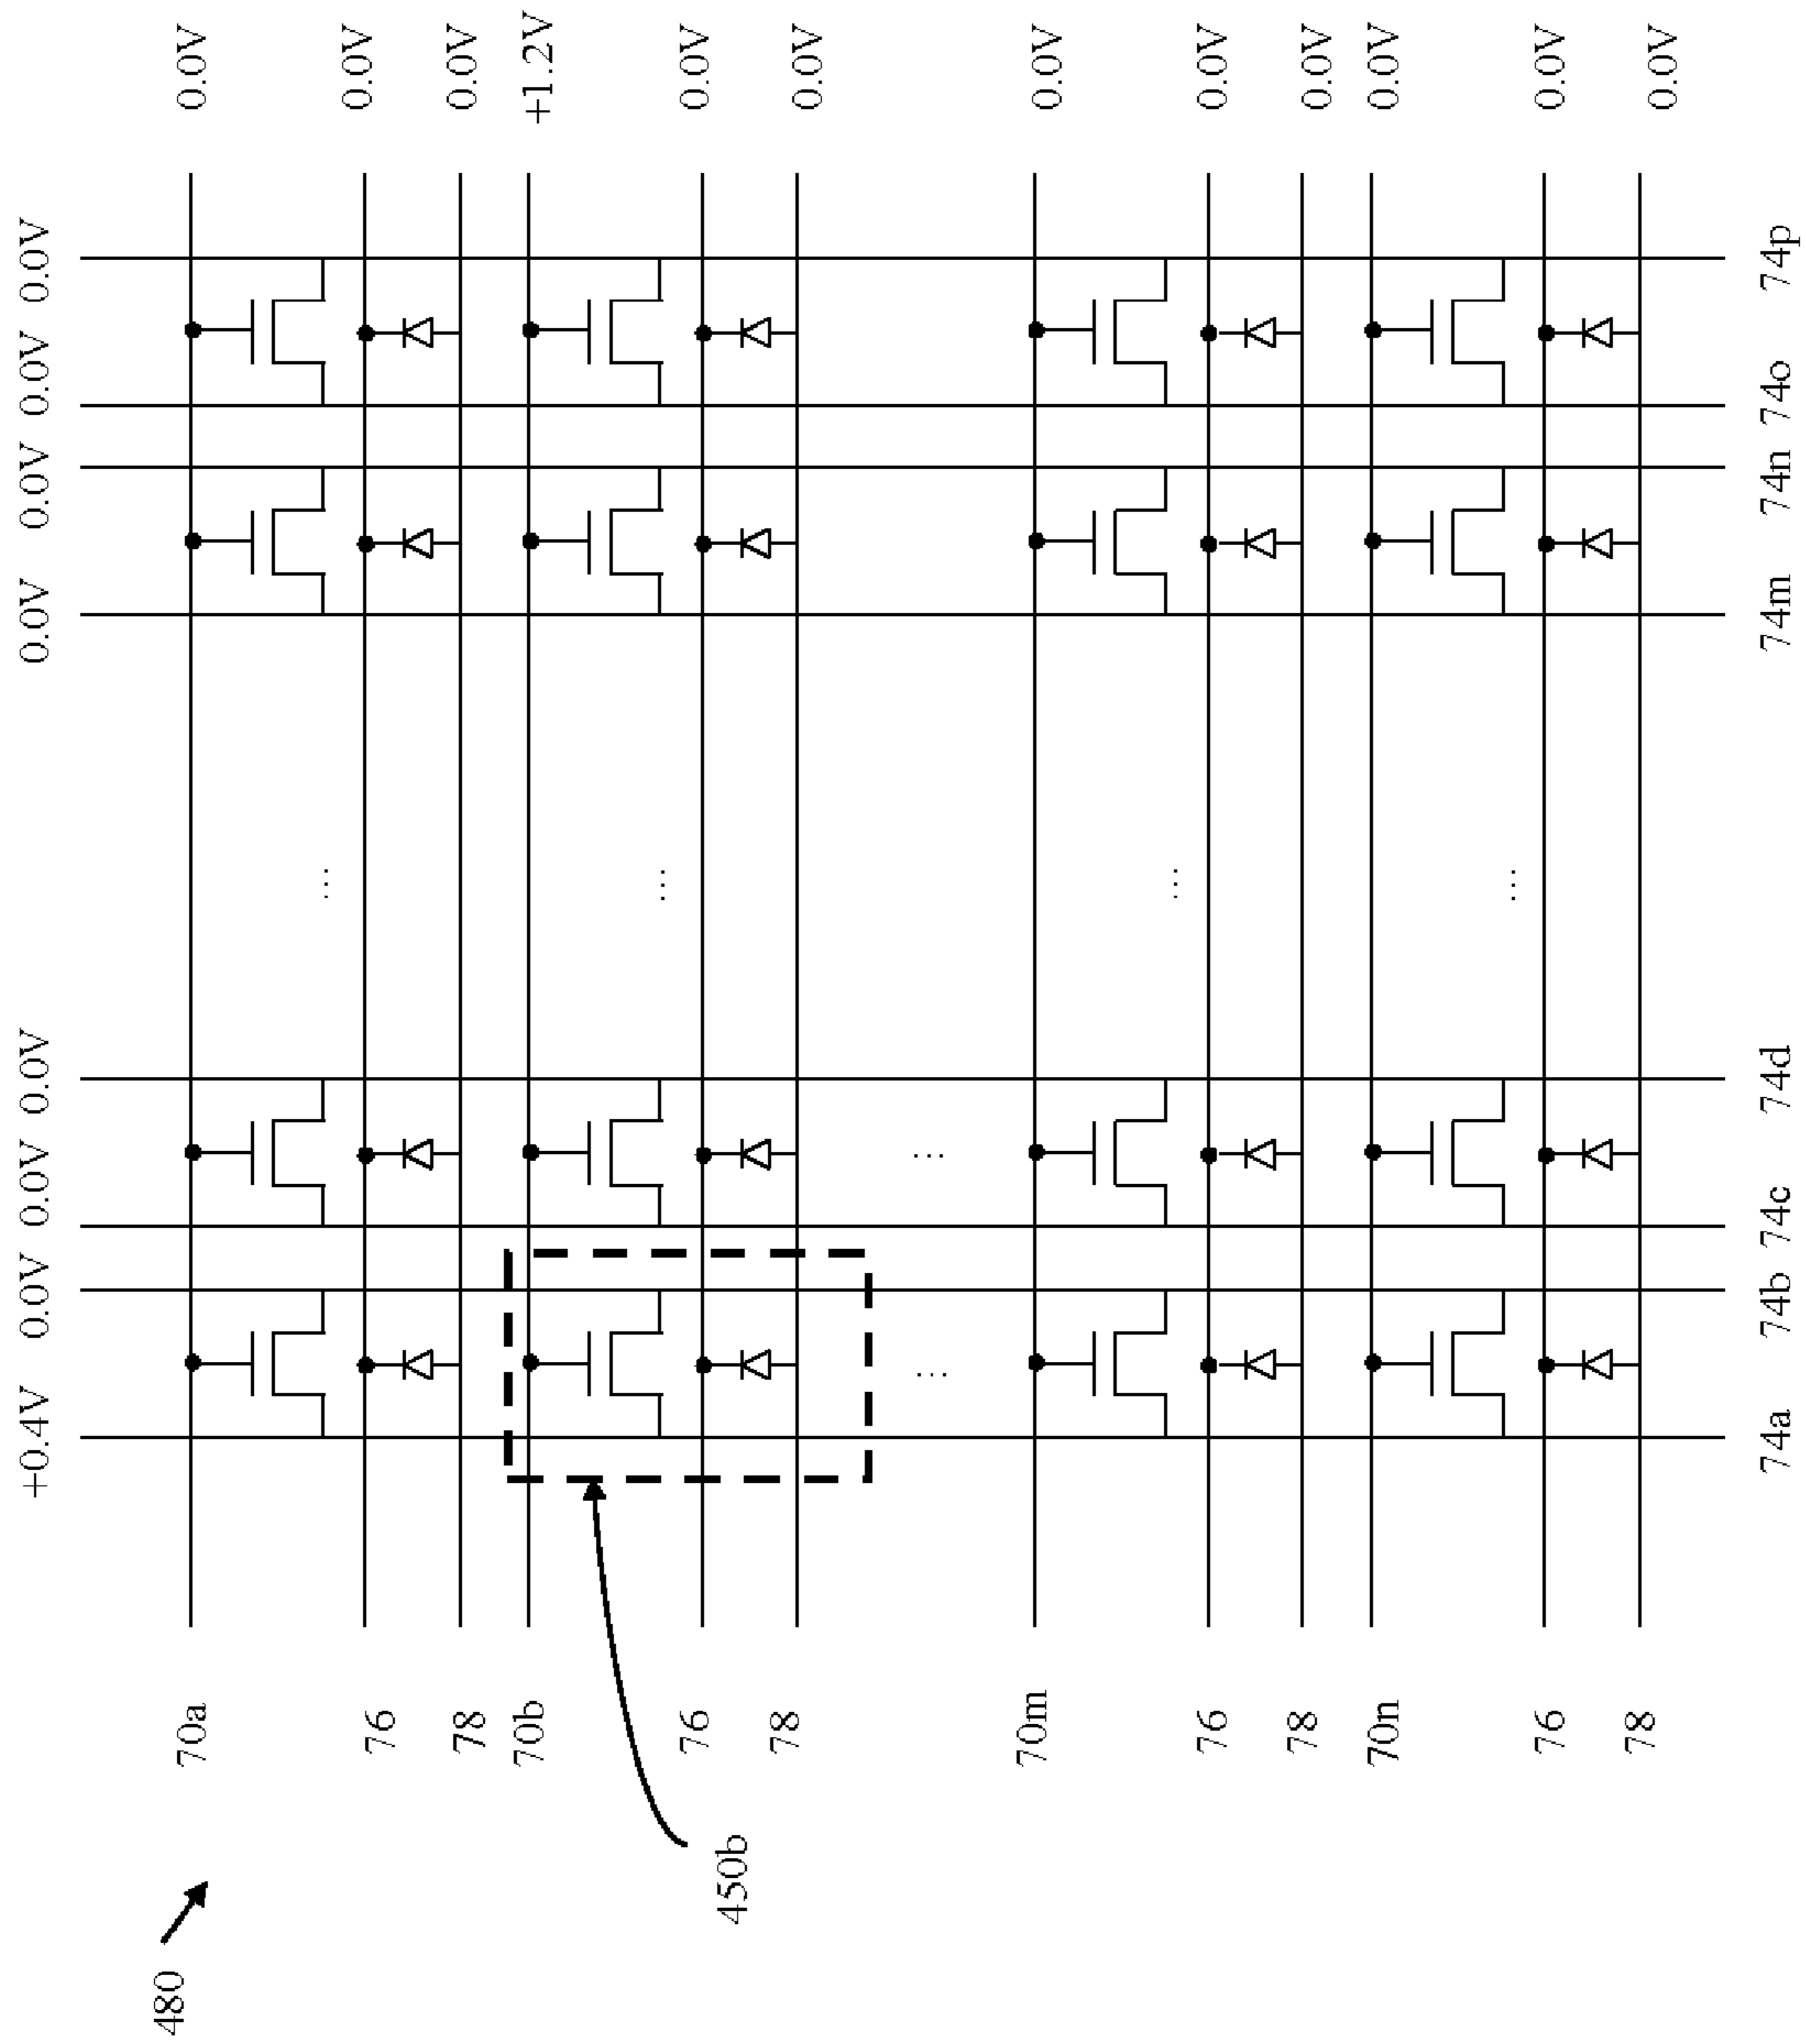 +0.4V 0.0V 0.0V 0.0V 0.0V 0.0V 0.0V 0.0V
480
70a 0.0V
...
76 0.0V
78 0.0V
70b +1.2V
...
76 0.0V
450b
78 0.0V
... ...
70m 0.0V
...
76 0.0V
78 0.0V
70n 0.0V
...
76 0.0V
78 0.0V
74a 74b 74c 74d 74m 74n 74o 74p